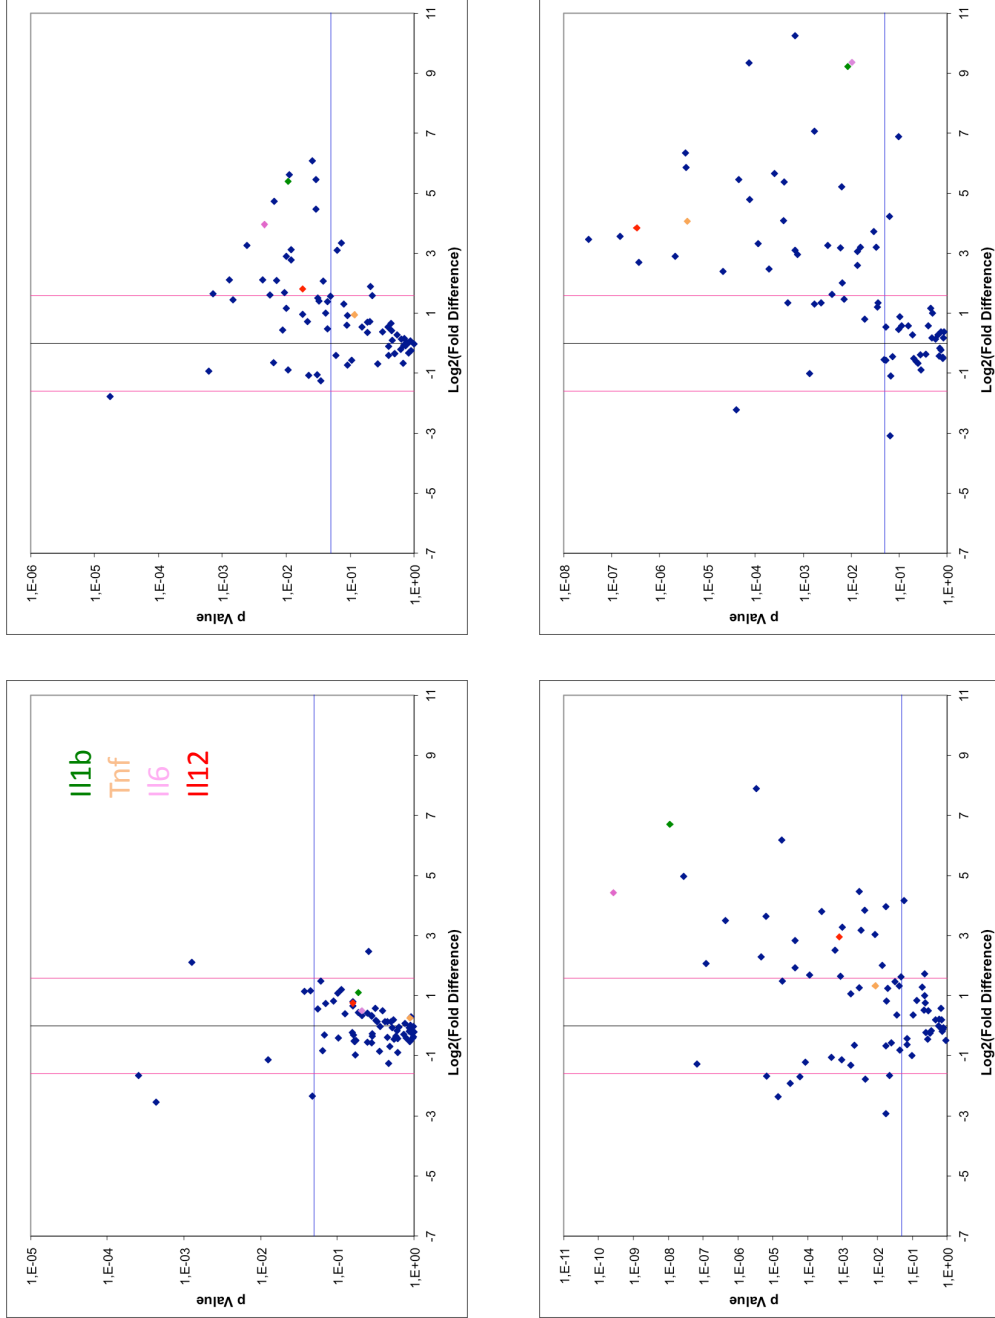 1,E-05
1,E-04
1,E-03
1,E-02
1,E-01
1,E+00
p Value
-7
-5
-3
-1
1
3
5
7
9
11
Log2(Fold Difference)
Il1b
Tnf
Il6
Il12
1,E-06
1,E-05
1,E-04
1,E-03
1,E-02
1,E-01
1,E+00
p Value
-7
-5
-3
-1
1
3
5
7
9
11
Log2(Fold Difference)
1,E-11
1,E-10
1,E-09
1,E-08
1,E-07
1,E-06
1,E-05
1,E-04
1,E-03
1,E-02
1,E-01
1,E+00
p Value
-7
-5
-3
-1
1
3
5
7
9
11
Log2(Fold Difference)
1,E-08
1,E-07
1,E-06
1,E-05
1,E-04
1,E-03
1,E-02
1,E-01
1,E+00
p Value
-7
-5
-3
-1
1
3
5
7
9
11
Log2(Fold Difference)